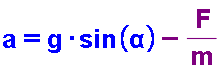 a = g · sin(α) − F/m